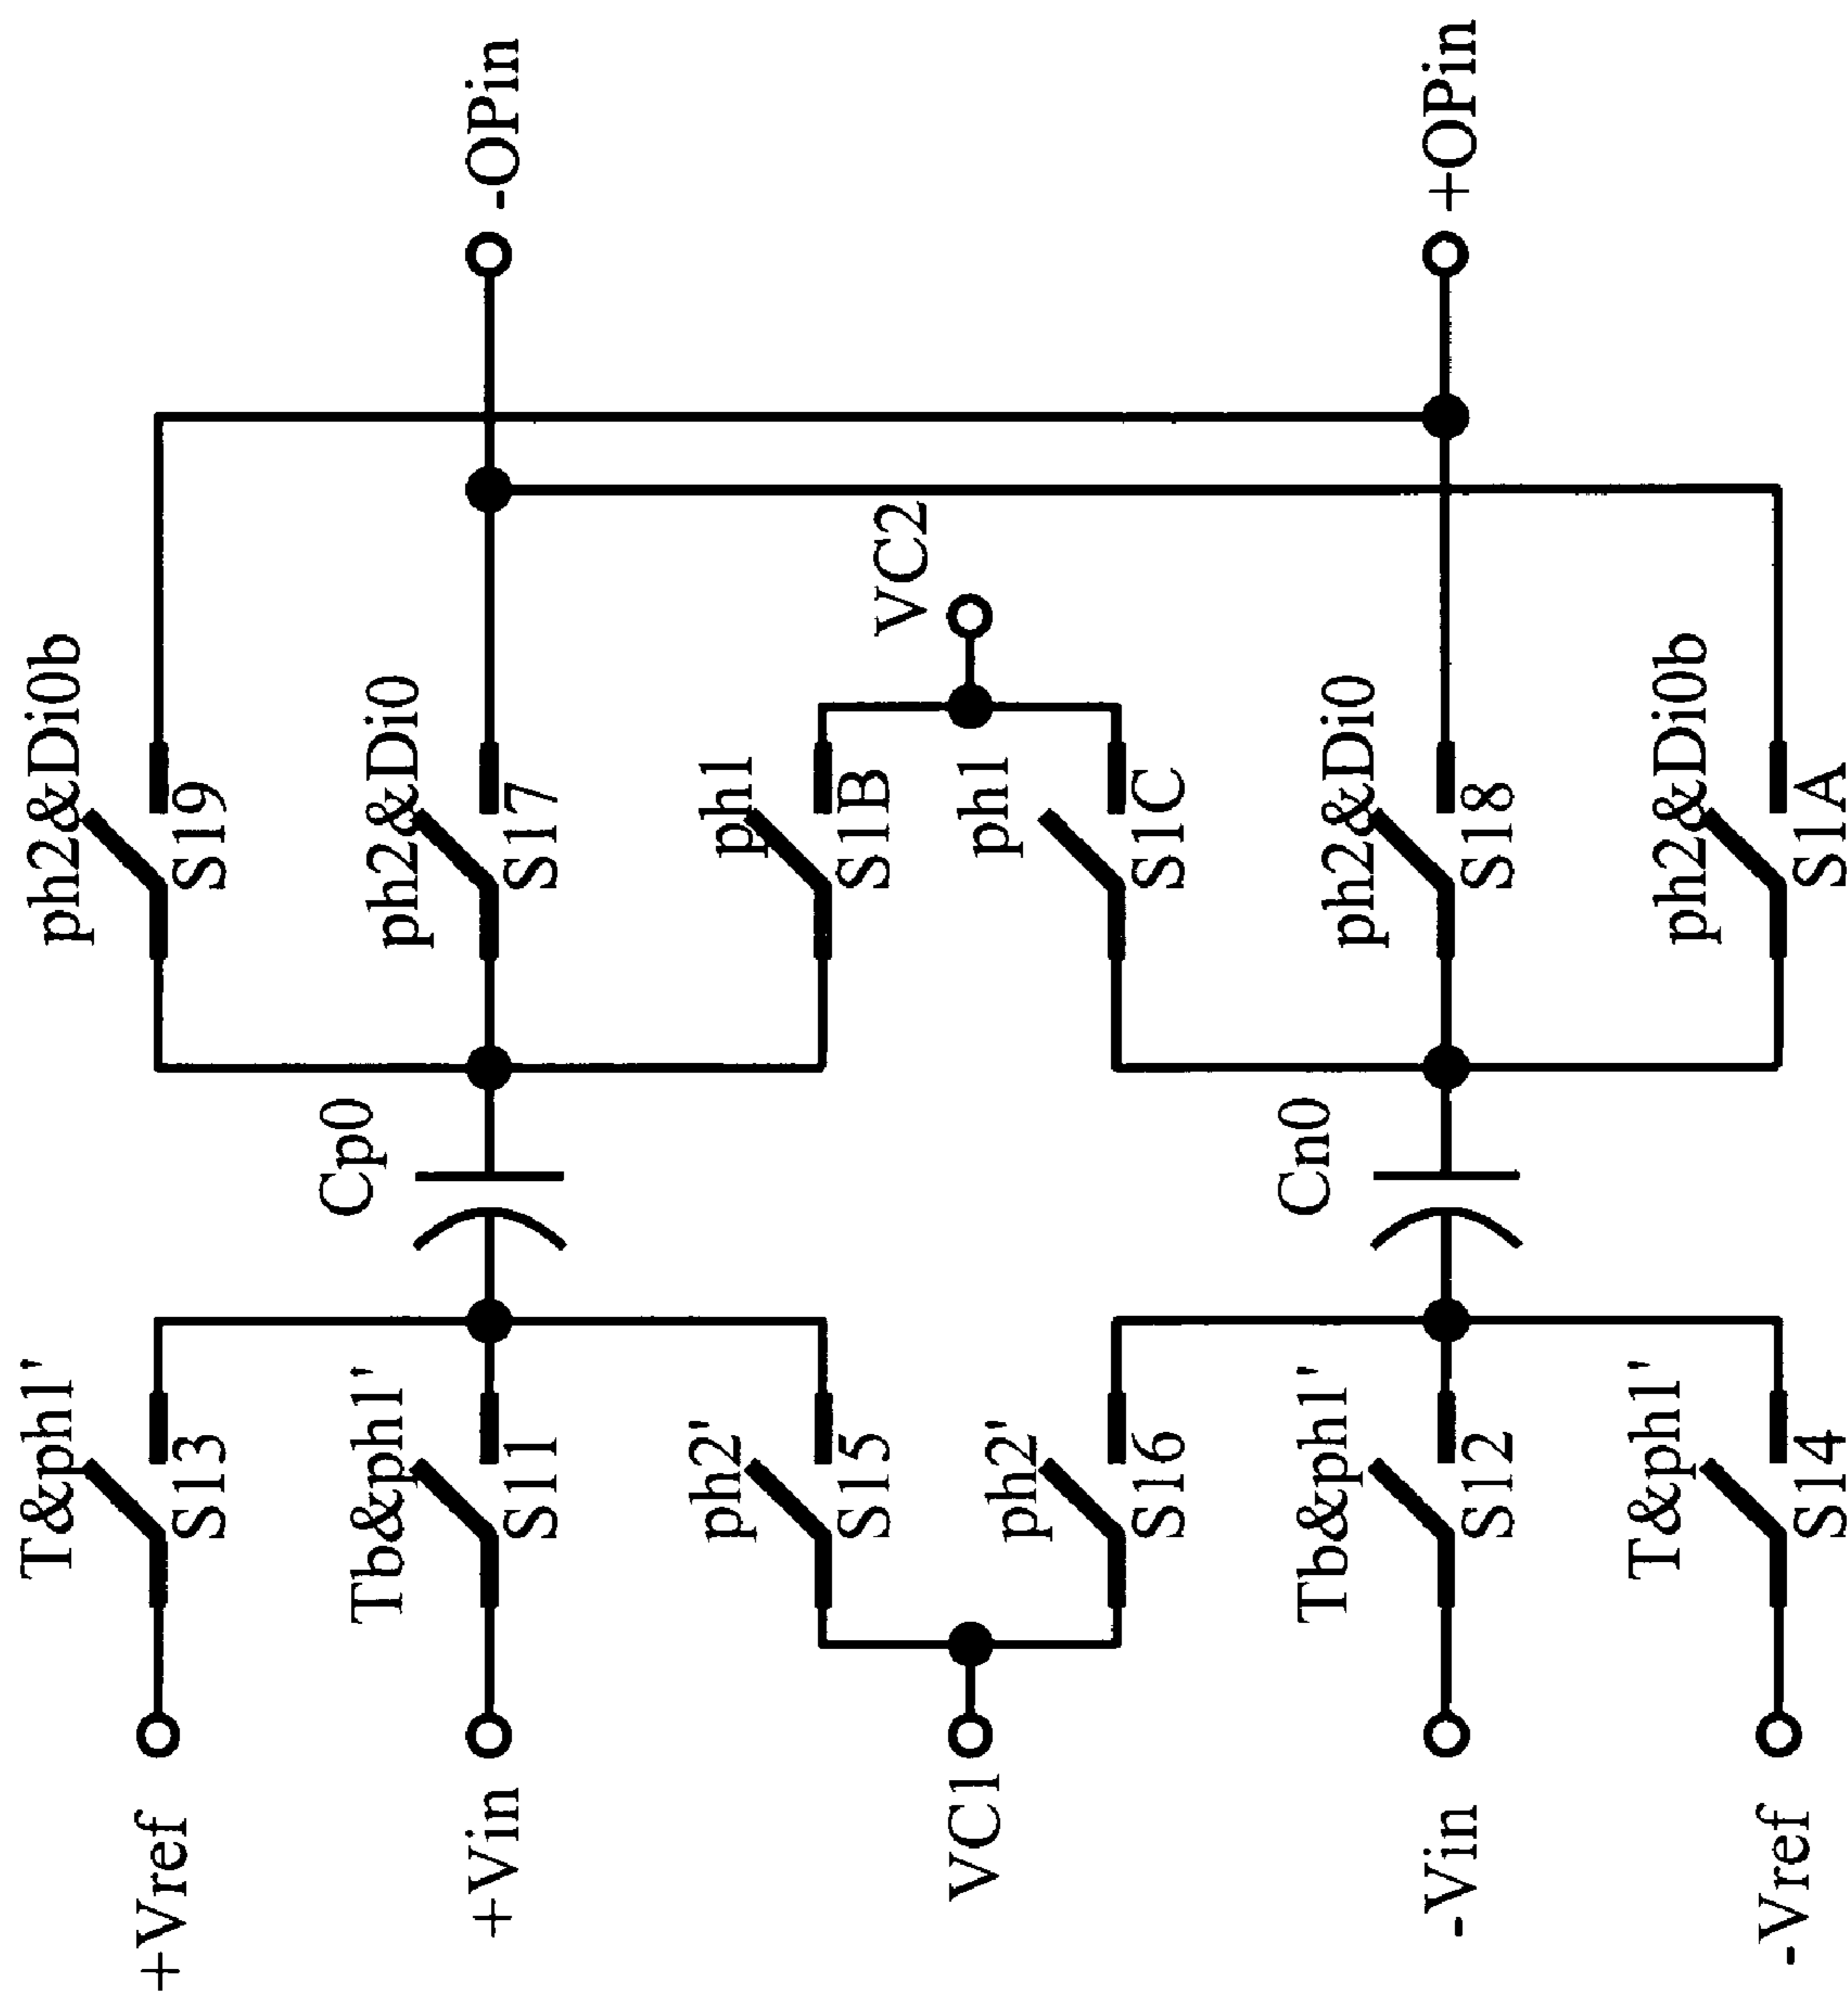 +Vref
T&ph1'
S13
ph2&Di0b
S19
+Vin
Tb&ph1'
S11
Cp0
ph2&Di0
S17
-OPin
ph2'
S15
ph1
S1B
VC1
VC2
ph2'
S16
ph1
S1C
-Vin
Tb&ph1'
S12
Cn0
ph2&Di0
S18
+OPin
-Vref
T&ph1'
S14
ph2&Di0b
S1A